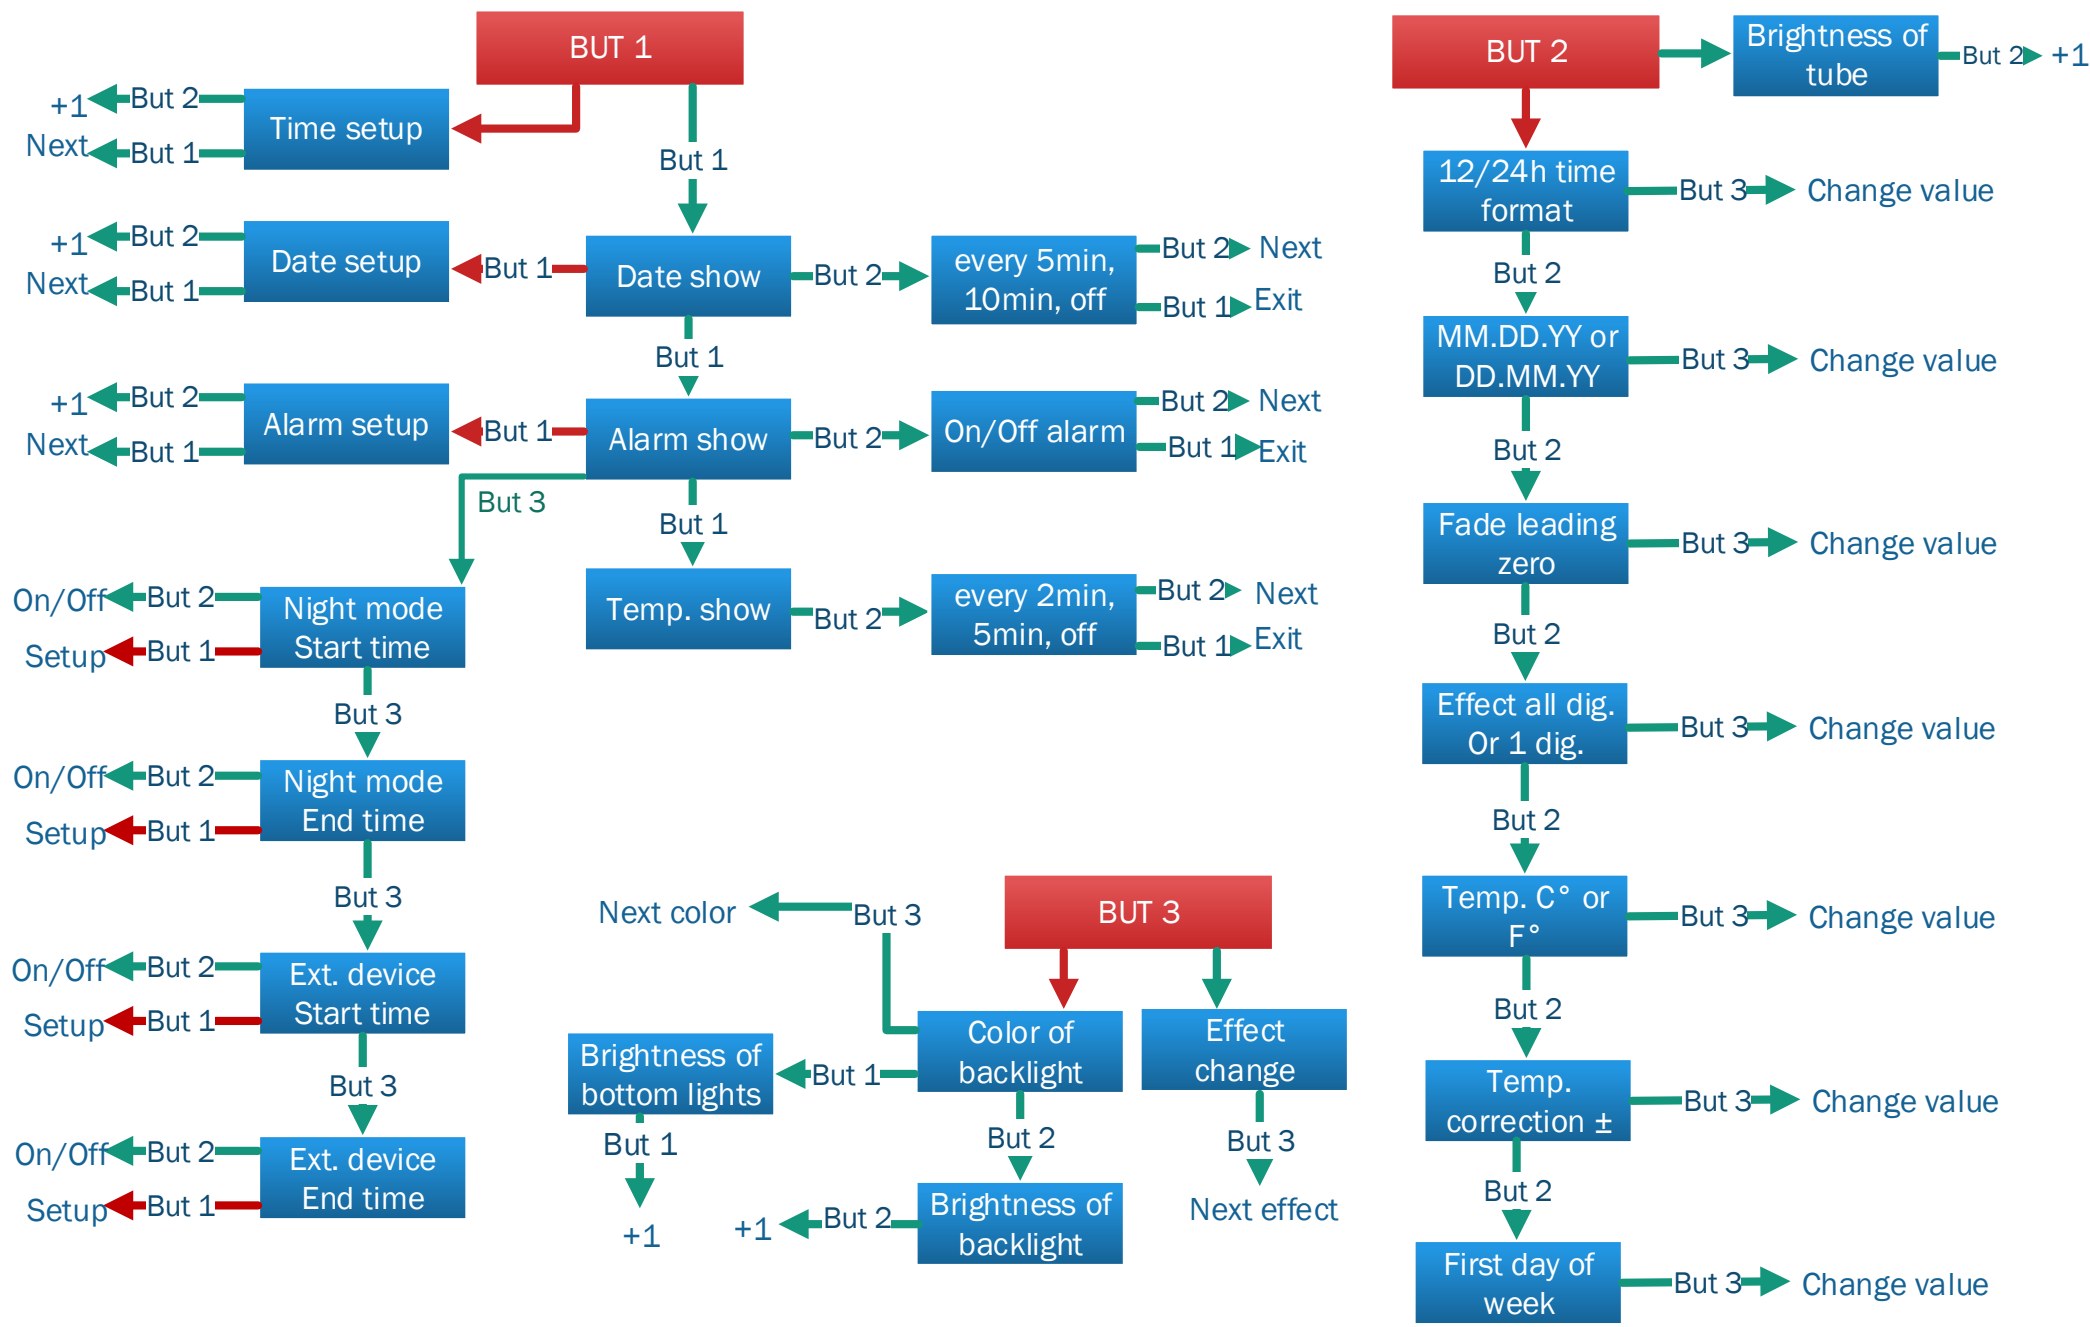 BUT 1
+1
But 2
Time setup
Next
But 1
But 1
+1
But 2
Date setup
Next
But 1
But 1
Date show
But 2
every 5min,
10min, off
But 2
Next
But 1
Exit
But 1
+1
But 2
Alarm setup
Next
But 1
But 1
Alarm show
But 2
On/Off alarm
But 2
Next
But 1
Exit
But 3
But 1
Temp. show
But 2
every 2min,
5min, off
But 2
Next
But 1
Exit
On/Off
But 2
Night mode
Start time
Setup
But 1
But 3
On/Off
But 2
Night mode
End time
Setup
But 1
But 3
On/Off
But 2
Ext. device
Start time
Setup
But 1
But 3
On/Off
But 2
Ext. device
End time
Setup
But 1
BUT 3
Next color
But 3
Color of
backlight
Effect
change
Brightness of
bottom lights
But 1
But 1
+1
But 2
Brightness of
backlight
But 2
+1
But 3
Next effect
BUT 2
Brightness of
tube
But 2
+1
12/24h time
format
But 3
Change value
But 2
MM.DD.YY or
DD.MM.YY
But 3
Change value
But 2
Fade leading
zero
But 3
Change value
But 2
Effect all dig.
Or 1 dig.
But 3
Change value
But 2
Temp. C° or
F°
But 3
Change value
But 2
Temp.
correction ±
But 3
Change value
But 2
First day of
week
But 3
Change value